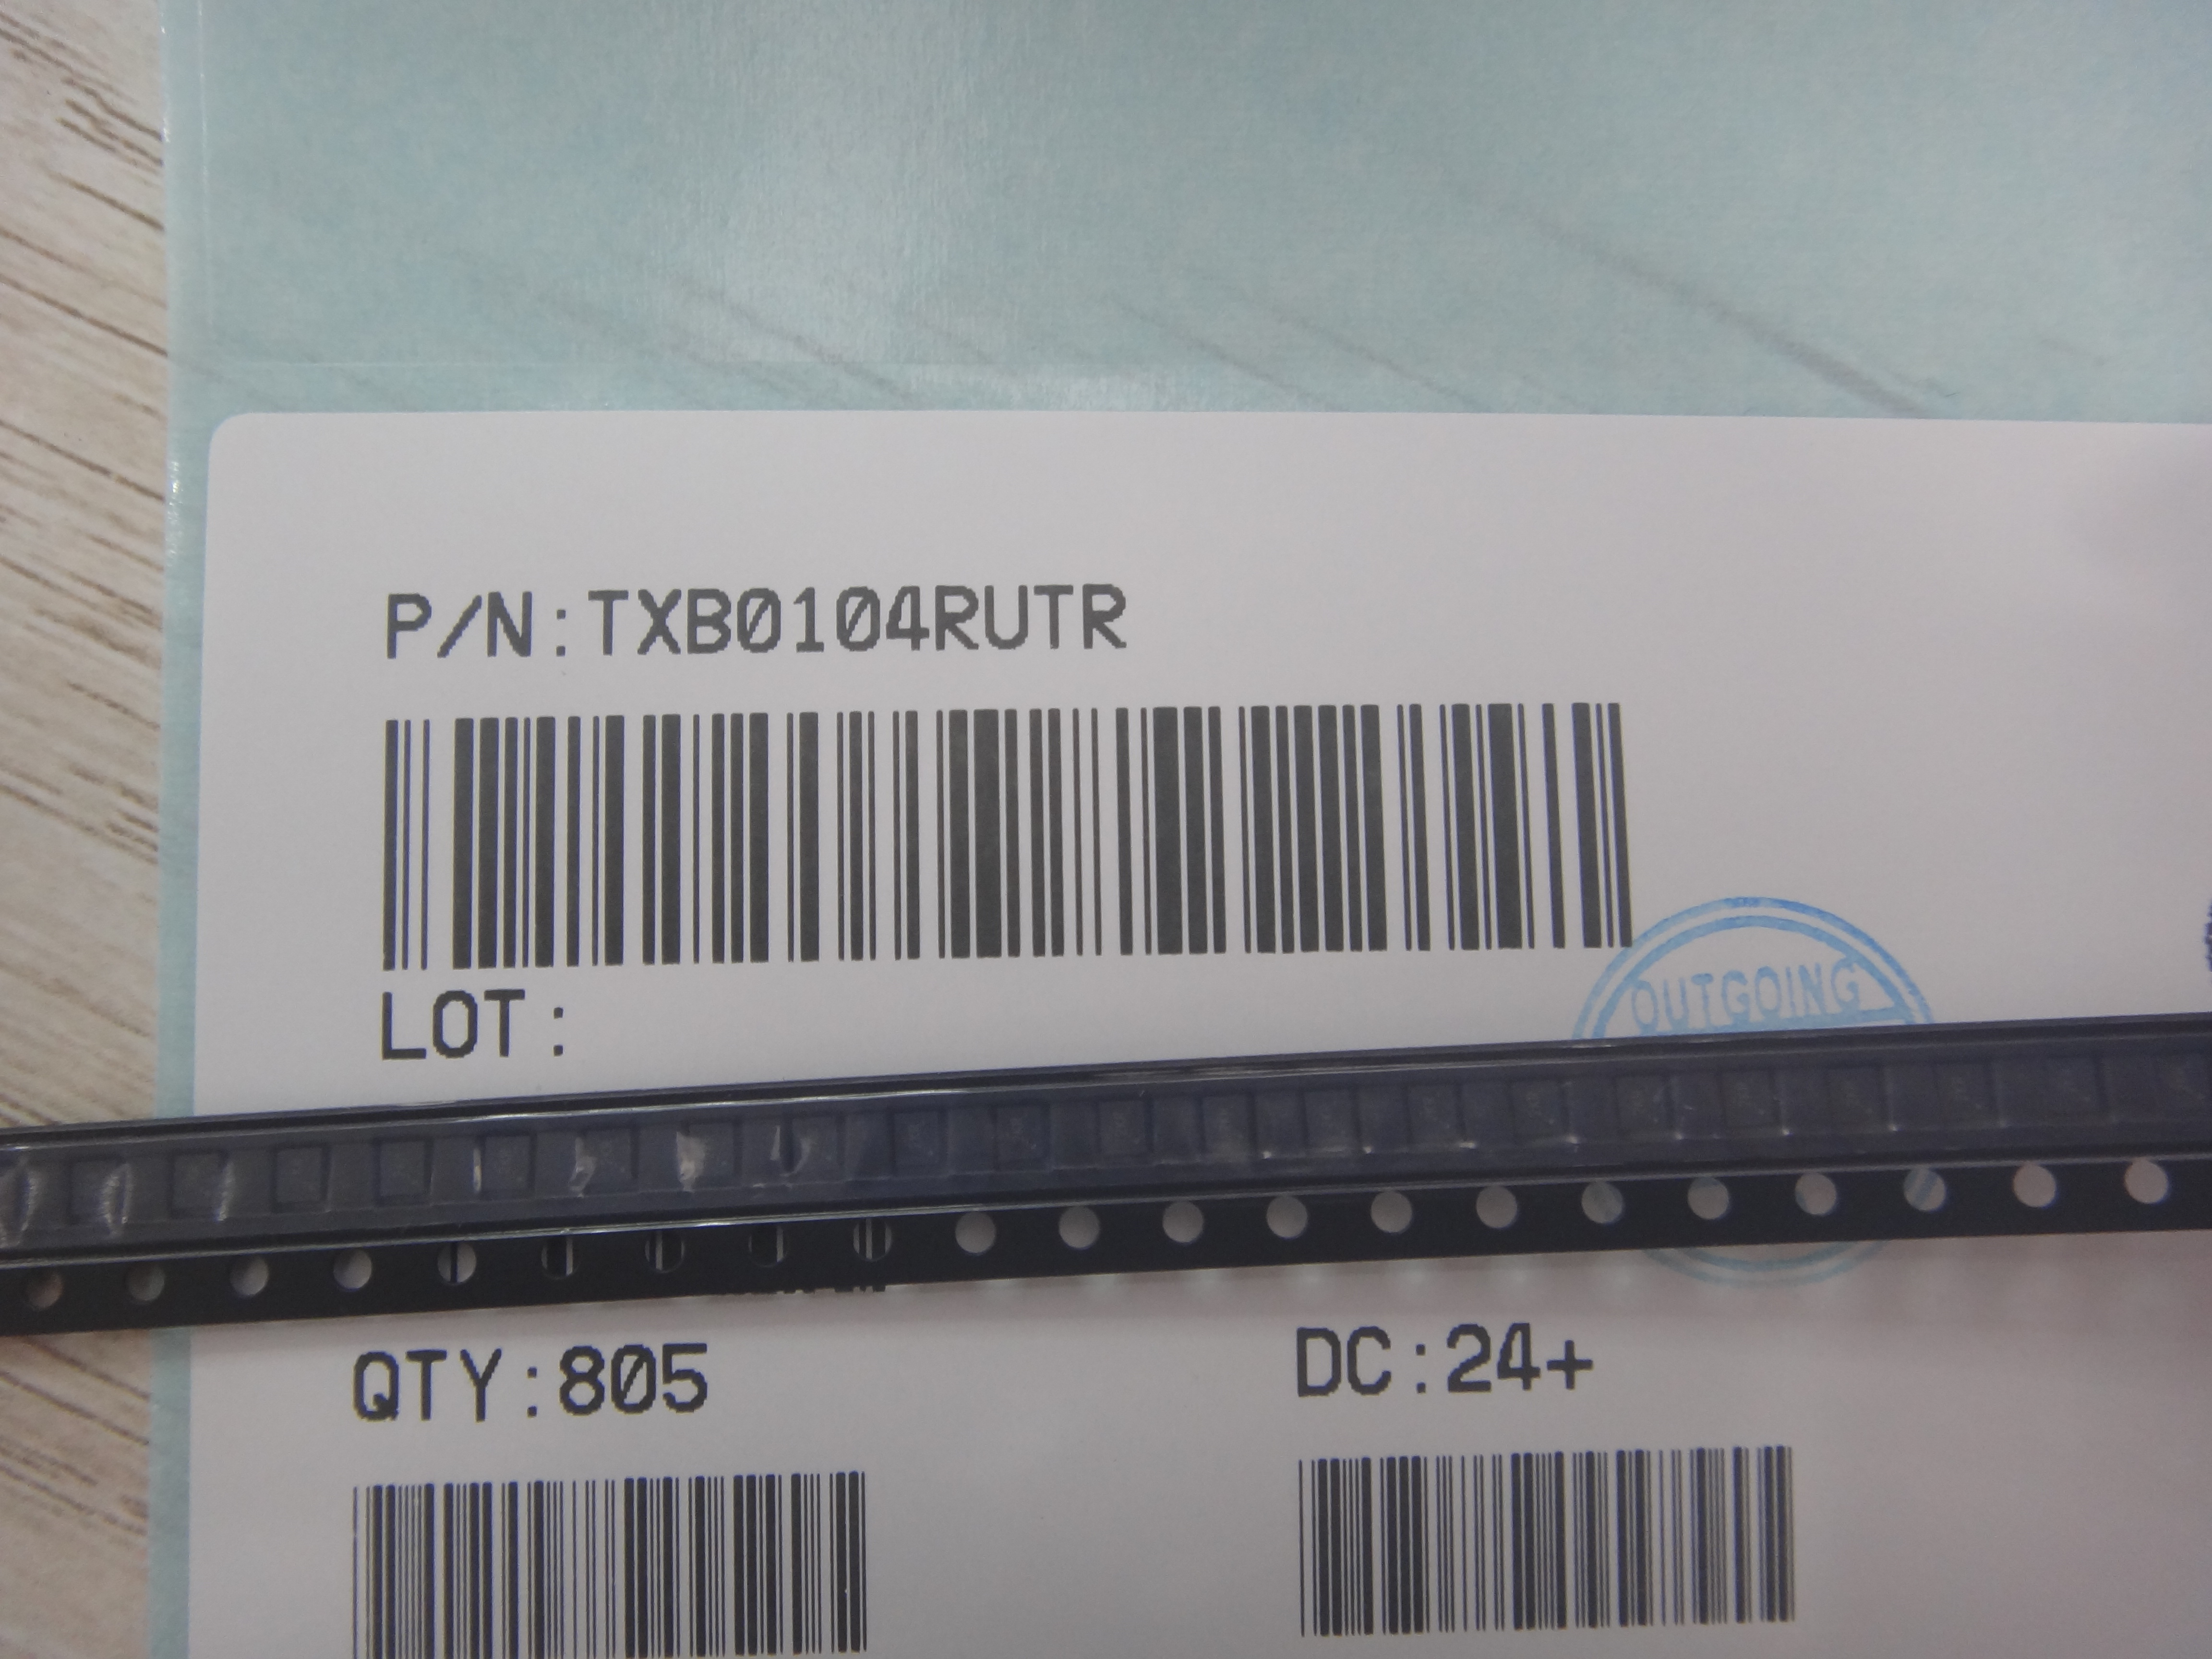 P/N:TXB0104RUTR
LOT:
OUTGOING
QTY:805
DC:24+